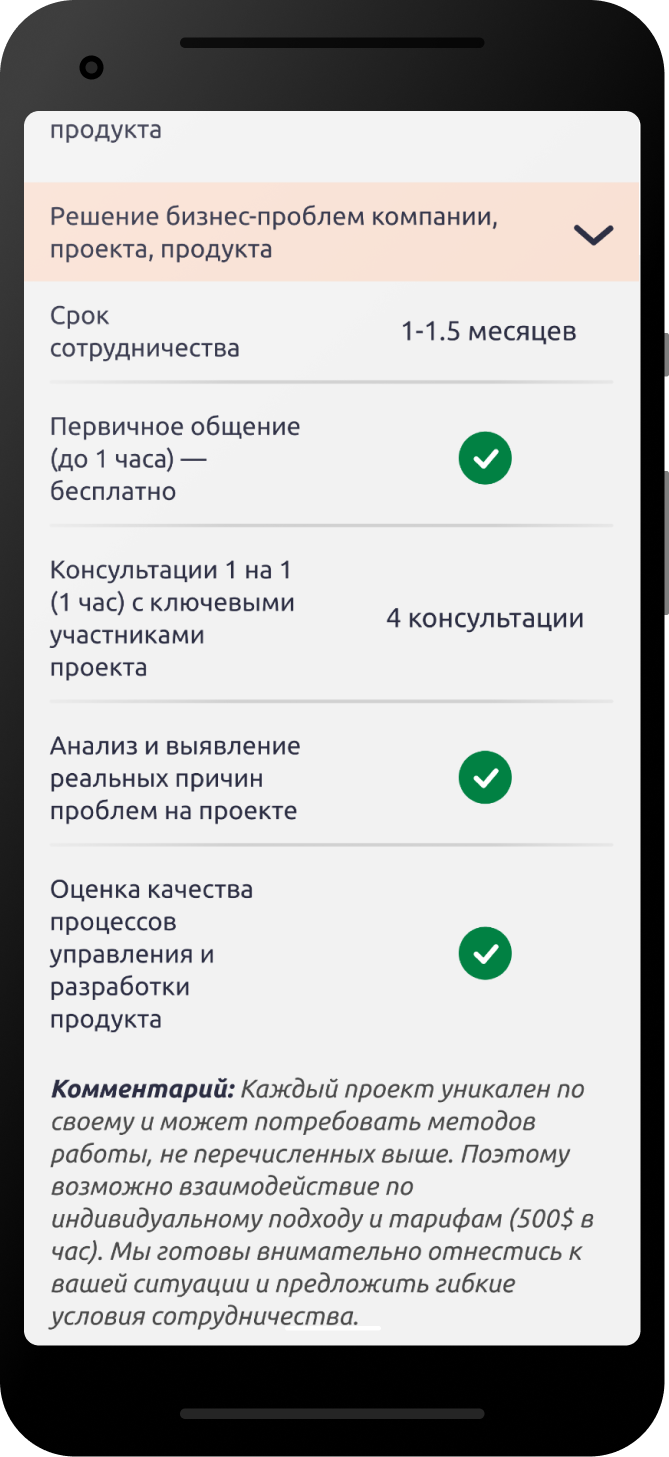 продукта
Решение бизнес-проблем компании,
проекта, продукта
Срок
сотрудничества
1-1.5 месяцев
Первичное общение
(до 1 часа) —
бесплатно
Консультации 1 на 1
(1 час) с ключевыми
участниками
проекта
4 консультации
Анализ и выявление
реальных причин
проблем на проекте
Оценка качества
процессов
управления и
разработки
продукта
Комментарий: Каждый проект уникален по
своему и может потребовать методов
работы, не перечисленных выше. Поэтому
возможно взаимодействие по
индивидуальному подходу и тарифам (500$ в
час). Мы готовы внимательно отнестись к
вашей ситуации и предложить гибкие
условия сотрудничества.